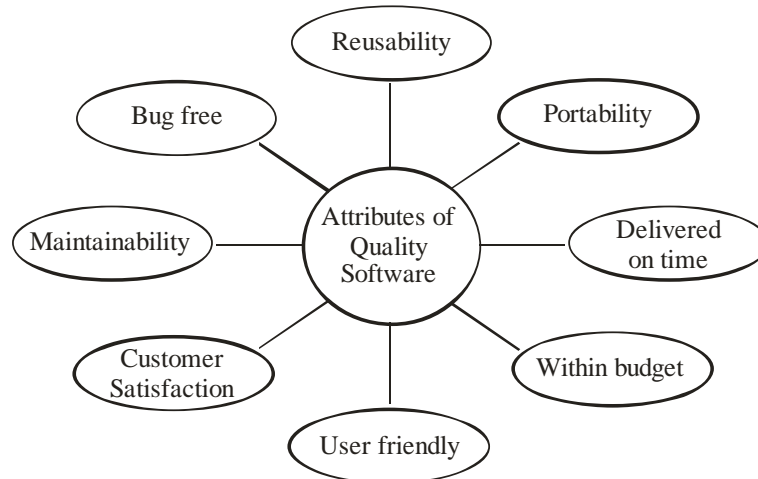 Reusability
Bug free
Portability
Attributes of
Quality
Software
Maintainability
Delivered
on time
Customer
Satisfaction
Within budget
User friendly